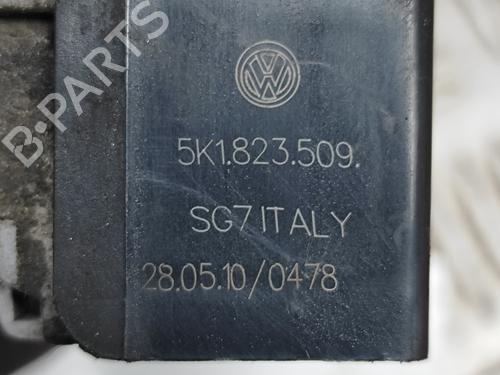 5K1.823.509.
SG7 ITALY
28.05.10/0478
B-PARTS